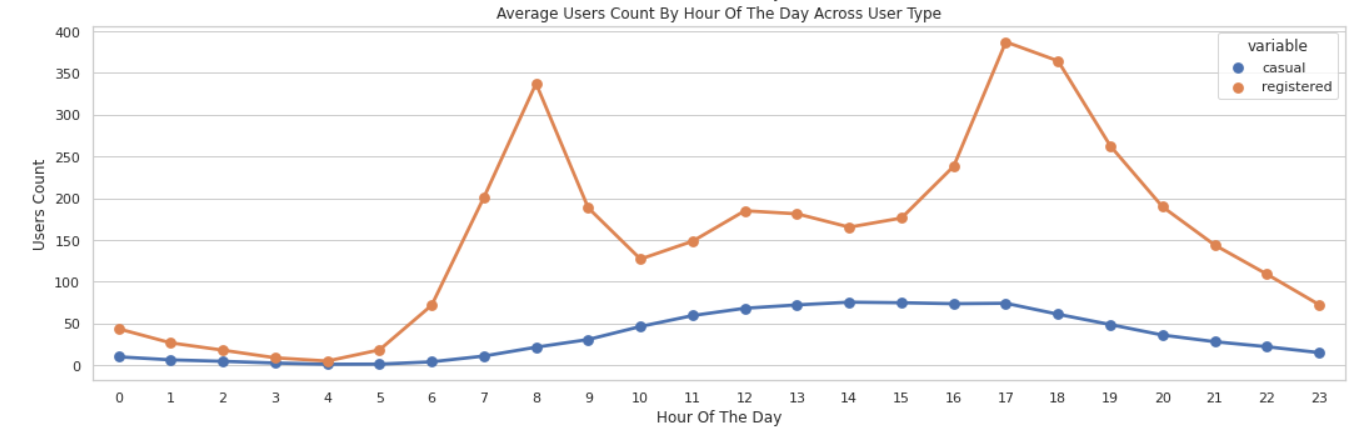 Average Users Count By Hour Of The Day Across User Type
400
350
300
250
200
150
100
50
0
Users Count
variable
casual
registered
0 1 2 3 4 5 6 7 8 9 10 11 12 13 14 15 16 17 18 19 20 21 22 23
Hour Of The Day